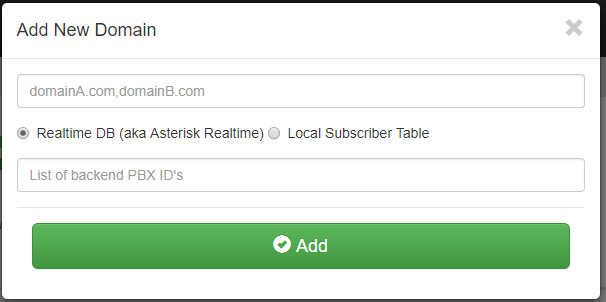 Add New Domain
domainA.com,domainB.com
Realtime DB (aka Asterisk Realtime) Local Subscriber Table
List of backend PBX ID's
Add